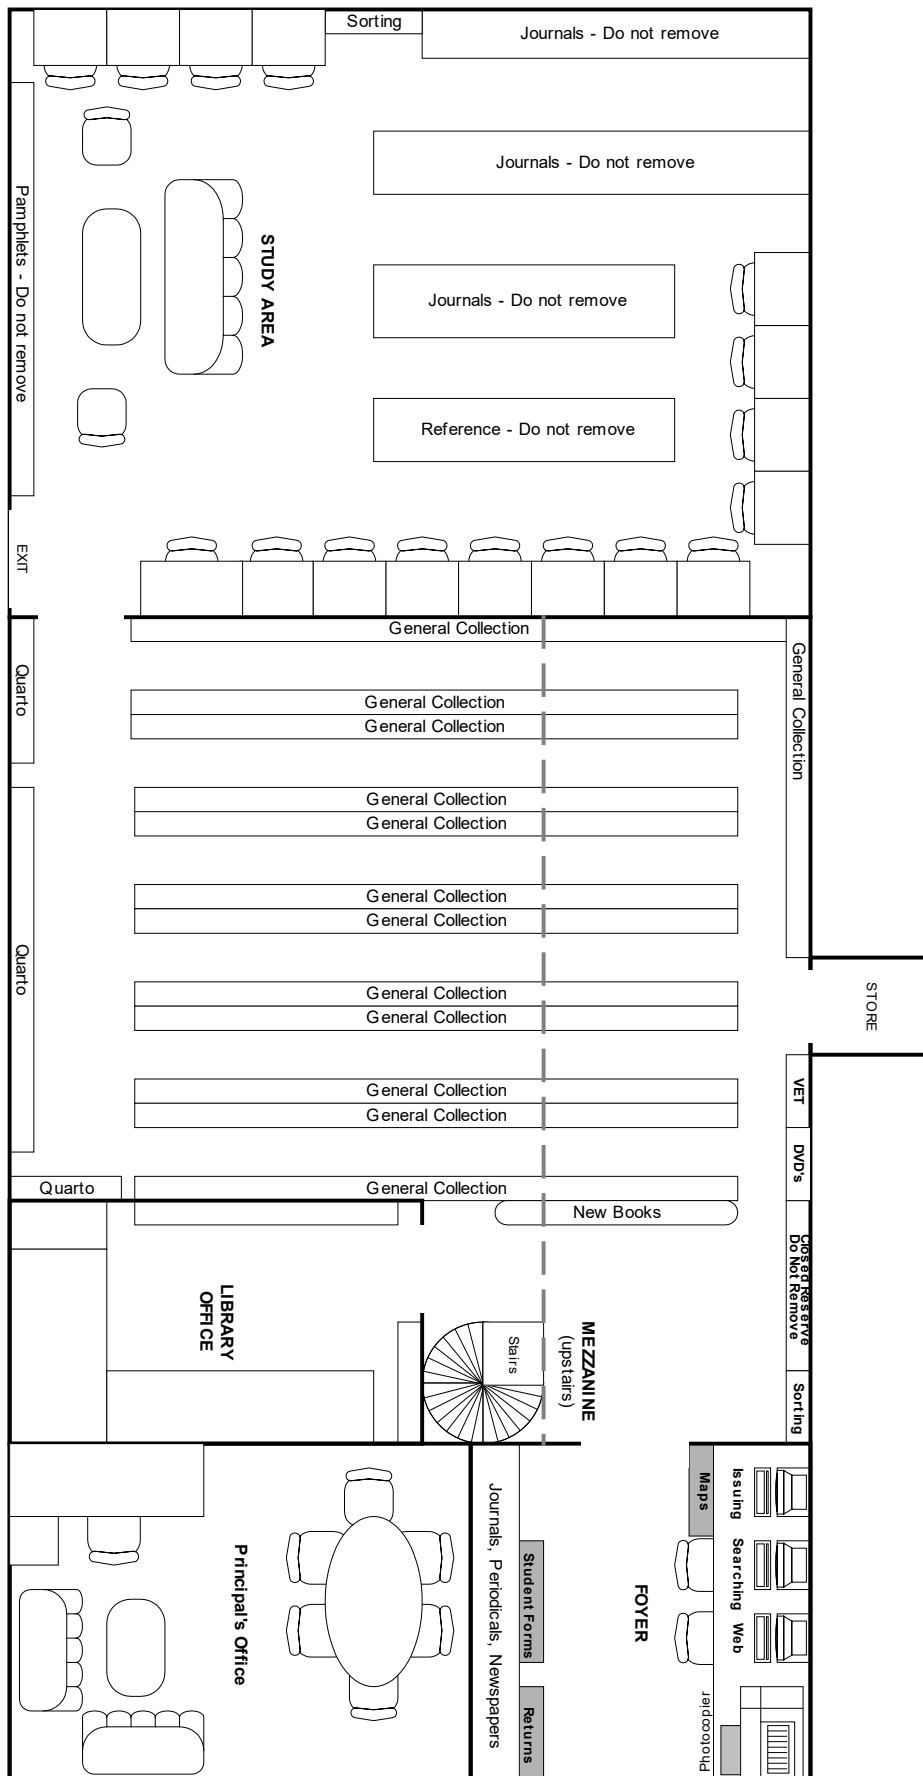 Sorting
Journals - Do not remove
Journals - Do not remove
Pamphlets - Do not remove
STUDY AREA
Journals - Do not remove
Reference - Do not remove
EXIT
General Collection
Quarto
General Collection
General Collection
General Collection
General Collection
General Collection
General Collection
General Collection
Quarto
General Collection
General Collection
STORE
General Collection
General Collection
VET
DVD's
Quarto
General Collection
New Books
Closed Reserve
Do Not Remove
LIBRARY
OFFICE
Stairs
MEZZANINE
(upstairs)
Sorting
Maps
Issuing
Searching
Web
Journals, Periodicals, Newspapers
Student Forms
FOYER
Principal's Office
Returns
Photocopier